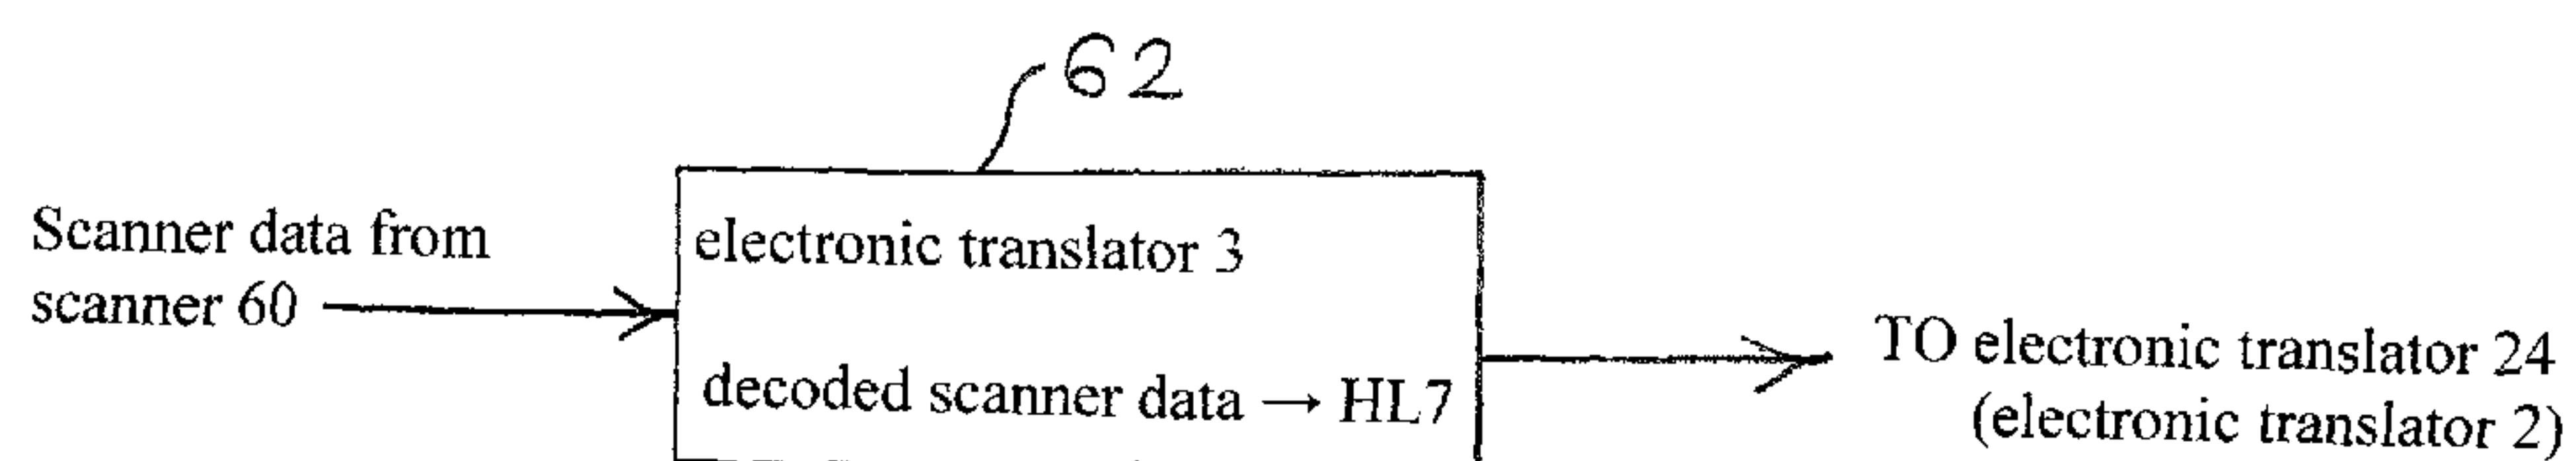 62
Scanner data from
scanner 60
electronic translator 3
decoded scanner data → HL7
TO electronic translator 24
(electronic translator 2)